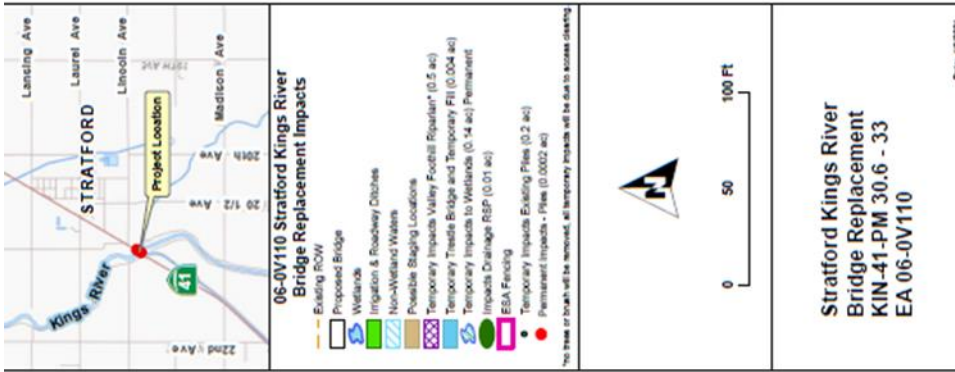 Lansing Ave
Laurel Ave
Lincoln Ave
19TH AVE
Madison Ave
STRATFORD
20th Ave
20 1/2 Ave
Project Location
41
Kings River
22nd Ave
06-0V110 Stratford Kings River
Bridge Replacement Impacts
Existing ROW
Proposed Bridge
Wetlands
Irrigation & Roadway Ditches
Non-Wetland Waters
Possible Staging Locations
Temporary Impacts Valley Foothill Riparian* (0.5 ac)
Temporary Trestle Bridge and Temporary Fill (0.004 ac)
Temporary Impacts to Wetlands (0.14 ac) Permanent
Impacts Drainage RSP (0.01 ac)
ESA Fencing
Temporary Impacts Existing Piles (0.2 ac)
Permanent Impacts - Piles (0.0002 ac)
*no trees or brush will be removed, all temporary impacts will be due to access clearing.
N
0 50 100 Ft
Stratford Kings River
Bridge Replacement
KIN-41-PM 30.6 - 33
EA 06-0V110